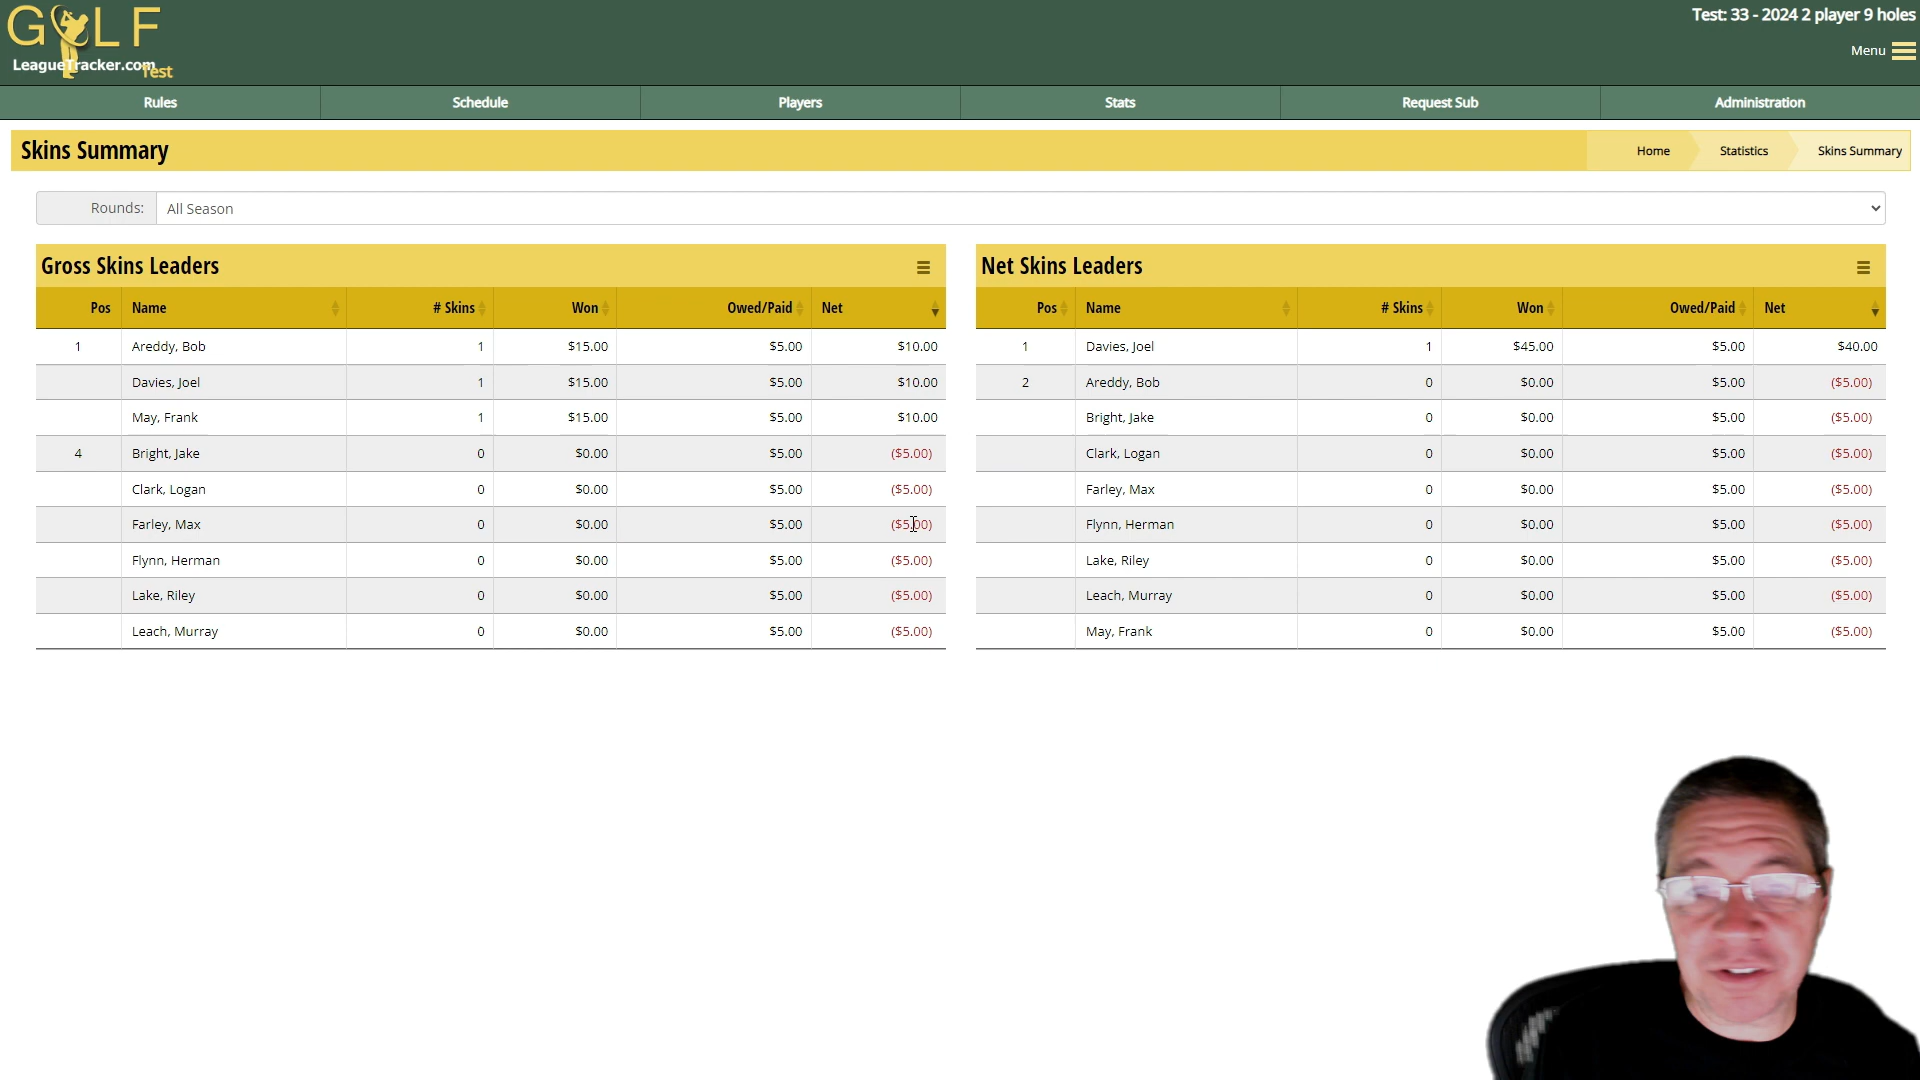 GOLF
LeagueTracker.com
Test
Test: 33 - 2024 2 player 9 holes
Menu
Rules Schedule Players Stats Request Sub Administration
Skins Summary
Home Statistics Skins Summary
Rounds: All Season
Gross Skins Leaders
Pos Name # Skins Won Owed/Paid Net
1 Areddy, Bob 1 $15.00 $5.00 $10.00
Davies, Joel 1 $15.00 $5.00 $10.00
May, Frank 1 $15.00 $5.00 $10.00
4 Bright, Jake 0 $0.00 $5.00 ($5.00)
Clark, Logan 0 $0.00 $5.00 ($5.00)
Farley, Max 0 $0.00 $5.00 ($5.00)
Flynn, Herman 0 $0.00 $5.00 ($5.00)
Lake, Riley 0 $0.00 $5.00 ($5.00)
Leach, Murray 0 $0.00 $5.00 ($5.00)
Net Skins Leaders
Pos Name # Skins Won Owed/Paid Net
1 Davies, Joel 1 $45.00 $5.00 $40.00
2 Areddy, Bob 0 $0.00 $5.00 ($5.00)
Bright, Jake 0 $0.00 $5.00 ($5.00)
Clark, Logan 0 $0.00 $5.00 ($5.00)
Farley, Max 0 $0.00 $5.00 ($5.00)
Flynn, Herman 0 $0.00 $5.00 ($5.00)
Lake, Riley 0 $0.00 $5.00 ($5.00)
Leach, Murray 0 $0.00 $5.00 ($5.00)
May, Frank 0 $0.00 $5.00 ($5.00)